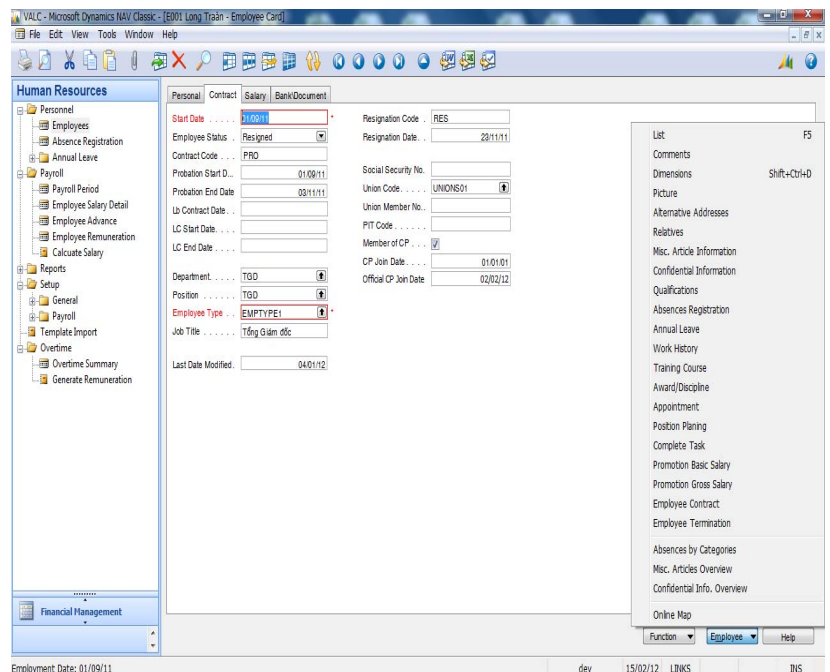 VALC - Microsoft Dynamics NAV Classic - [E001 Long Traàn - Employee Card]
File Edit View Tools Window Help
Human Resources
Personnel
Employees
Absence Registration
Annual Leave
Payroll
Payroll Period
Employee Salary Detail
Employee Advance
Employee Remuneration
Calcuate Salary
Reports
Setup
General
Payroll
Template Import
Overtime
Overtime Summary
Generate Remuneration
Financial Management
Personal Contract Salary Bank\Document
Start Date . . . . . 01/09/11 *
Employee Status . Resigned
Contract Code . . . PRO
Probation Start D... 01/09/11
Probation End Date 03/11/11
Lb Contract Date . .
LC Start Date. . . .
LC End Date . . . .
Department. . . . . TGD
Position . . . . . . TGD
Employee Type . . EMPTYPE1 *
Job Title . . . . . . Tổng Giám đốc
Last Date Modified. 04/01/12
Resignation Code . RES
Resignation Date. . 23/11/11
Social Security No.
Union Code. . . . . UNIONS01
Union Member No..
PIT Code . . . . . .
Member of CP . . .
CP Join Date. . . . 01/01/01
Official CP Join Date 02/02/12
List F5
Comments
Dimensions Shift+Ctrl+D
Picture
Alternative Addresses
Relatives
Misc. Article Information
Confidential Information
Qualifications
Absences Registration
Annual Leave
Work History
Training Course
Award/Discipline
Appointment
Position Planing
Complete Task
Promotion Basic Salary
Promotion Gross Salary
Employee Contract
Employee Termination
Absences by Categories
Misc. Articles Overview
Confidential Info. Overview
Online Map
Function Employee Help
Employment Date: 01/09/11 dev 15/02/12 LINKS INS